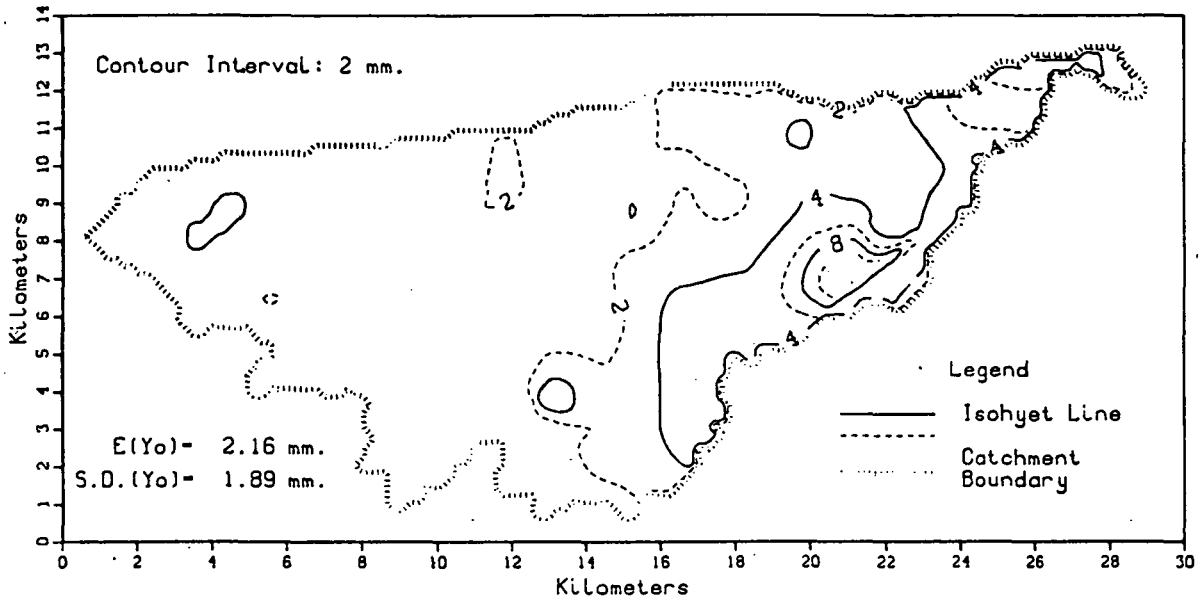 Contour Interval: 2 mm.
2
4
4
2
2
0
4
8
2
4
E(Yo)= 2.16 mm.
S.D.(Yo)= 1.89 mm.
Legend
Isohyet Line
Catchment
Boundary
Kilometers
14
13
12
11
10
9
8
7
6
5
4
3
2
1
0
0 2 4 6 8 10 12 14 16 18 20 22 24 26 28 30
Kilometers